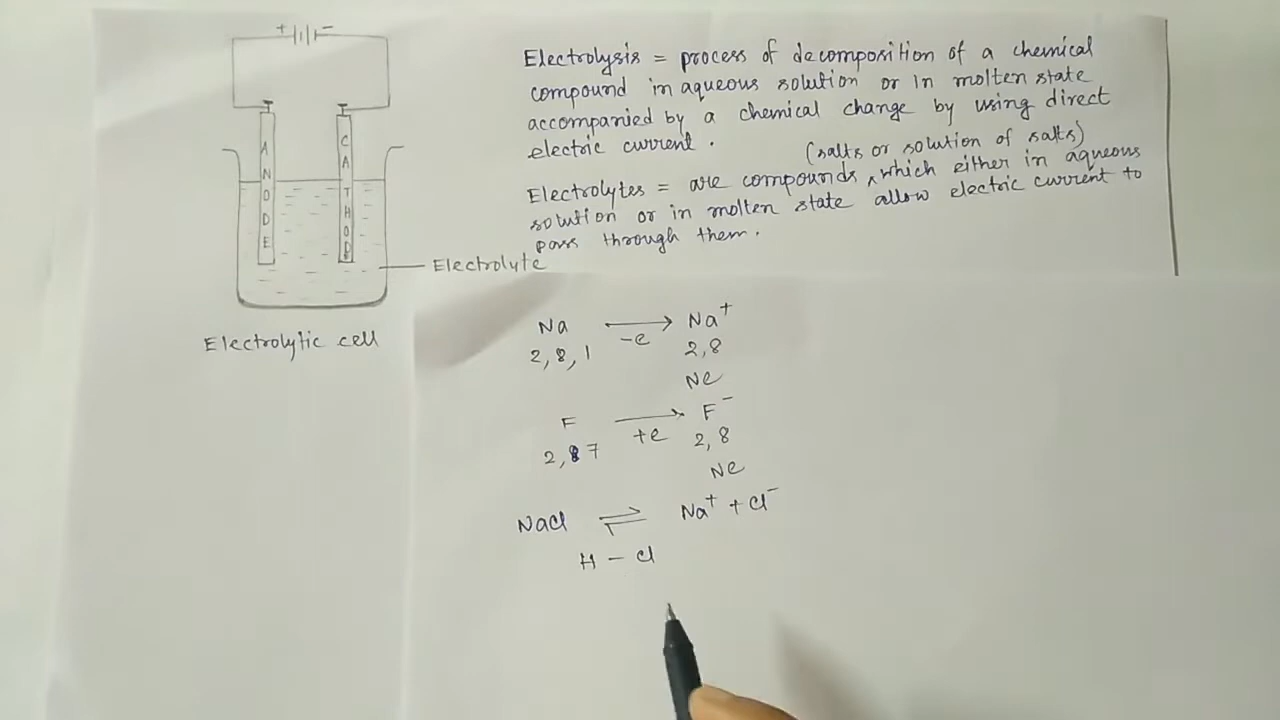 + −
ANODE
CATHODE
Electrolyte
Electrolytic cell
Electrolysis = process of decomposition of a chemical
compound in aqueous solution or in molten state
accompanied by a chemical change by using direct
electric current.
(salts or solution of salts)
Electrolytes = are compounds ^ which either in aqueous
solution or in molten state allow electric current to
pass through them.
Na ⟶ Na⁺
−e
2, 8, 1 2, 8
Ne
F ⟶ F⁻
+e
2, 8 7 2, 8
Ne
NaCl ⇌ Na⁺ + Cl⁻
H − Cl